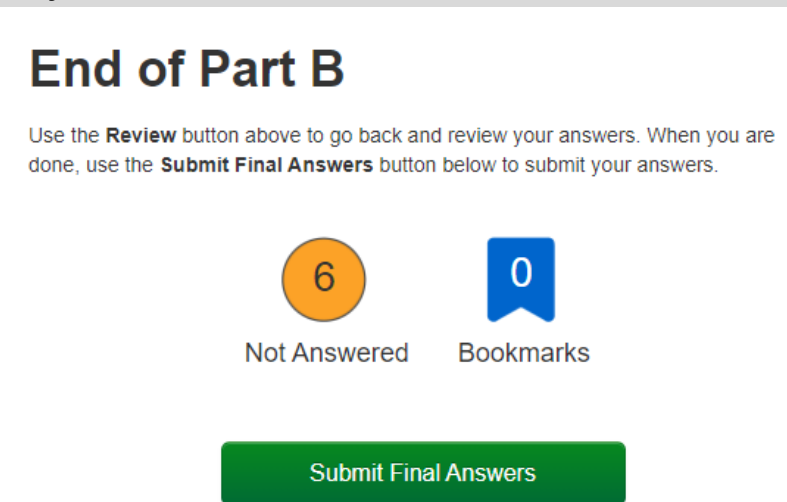 End of Part B
Use the Review button above to go back and review your answers. When you are
done, use the Submit Final Answers button below to submit your answers.
6
0
Not Answered
Bookmarks
Submit Final Answers